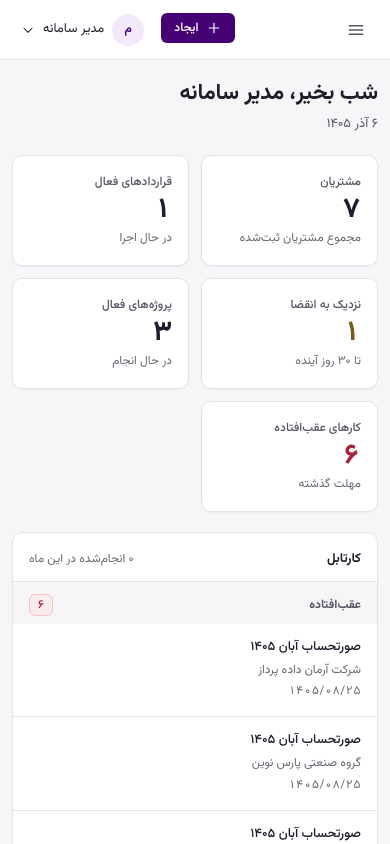 ایجاد
م
مدیر سامانه
شب بخیر، مدیر سامانه
۶ آذر ۱۴۰۵
مشتریان
۷
مجموع مشتریان ثبت‌شده
قراردادهای فعال
۱
در حال اجرا
نزدیک به انقضا
۱
تا ۳۰ روز آینده
پروژه‌های فعال
۳
در حال انجام
کارهای عقب‌افتاده
۶
مهلت گذشته
کارتابل
۰ انجام‌شده در این ماه
عقب‌افتاده
۶
صورتحساب آبان ۱۴۰۵
شرکت آرمان داده پرداز
۱۴۰۵/۰۸/۲۵
صورتحساب آبان ۱۴۰۵
گروه صنعتی پارس نوین
۱۴۰۵/۰۸/۲۵
صورتحساب آبان ۱۴۰۵